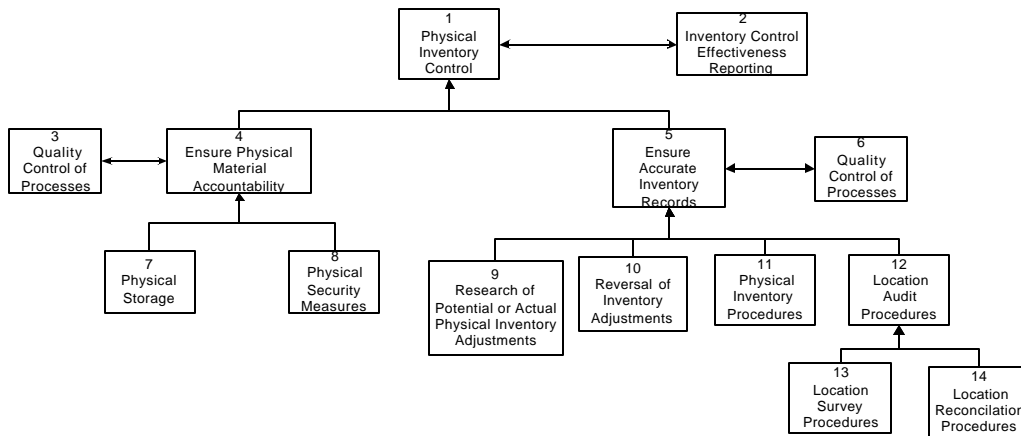 1
Physical
Inventory
Control
2
Inventory Control
Effectiveness
Reporting
3
Quality
Control of
Processes
4
Ensure Physical
Material
Accountability
5
Ensure
Accurate
Inventory
Records
6
Quality
Control of
Processes
7
Physical
Storage
8
Physical
Security
Measures
9
Research of
Potential or Actual
Physical Inventory
Adjustments
10
Reversal of
Inventory
Adjustments
11
Physical
Inventory
Procedures
12
Location
Audit
Procedures
13
Location
Survey
Procedures
14
Location
Reconcilation
Procedures